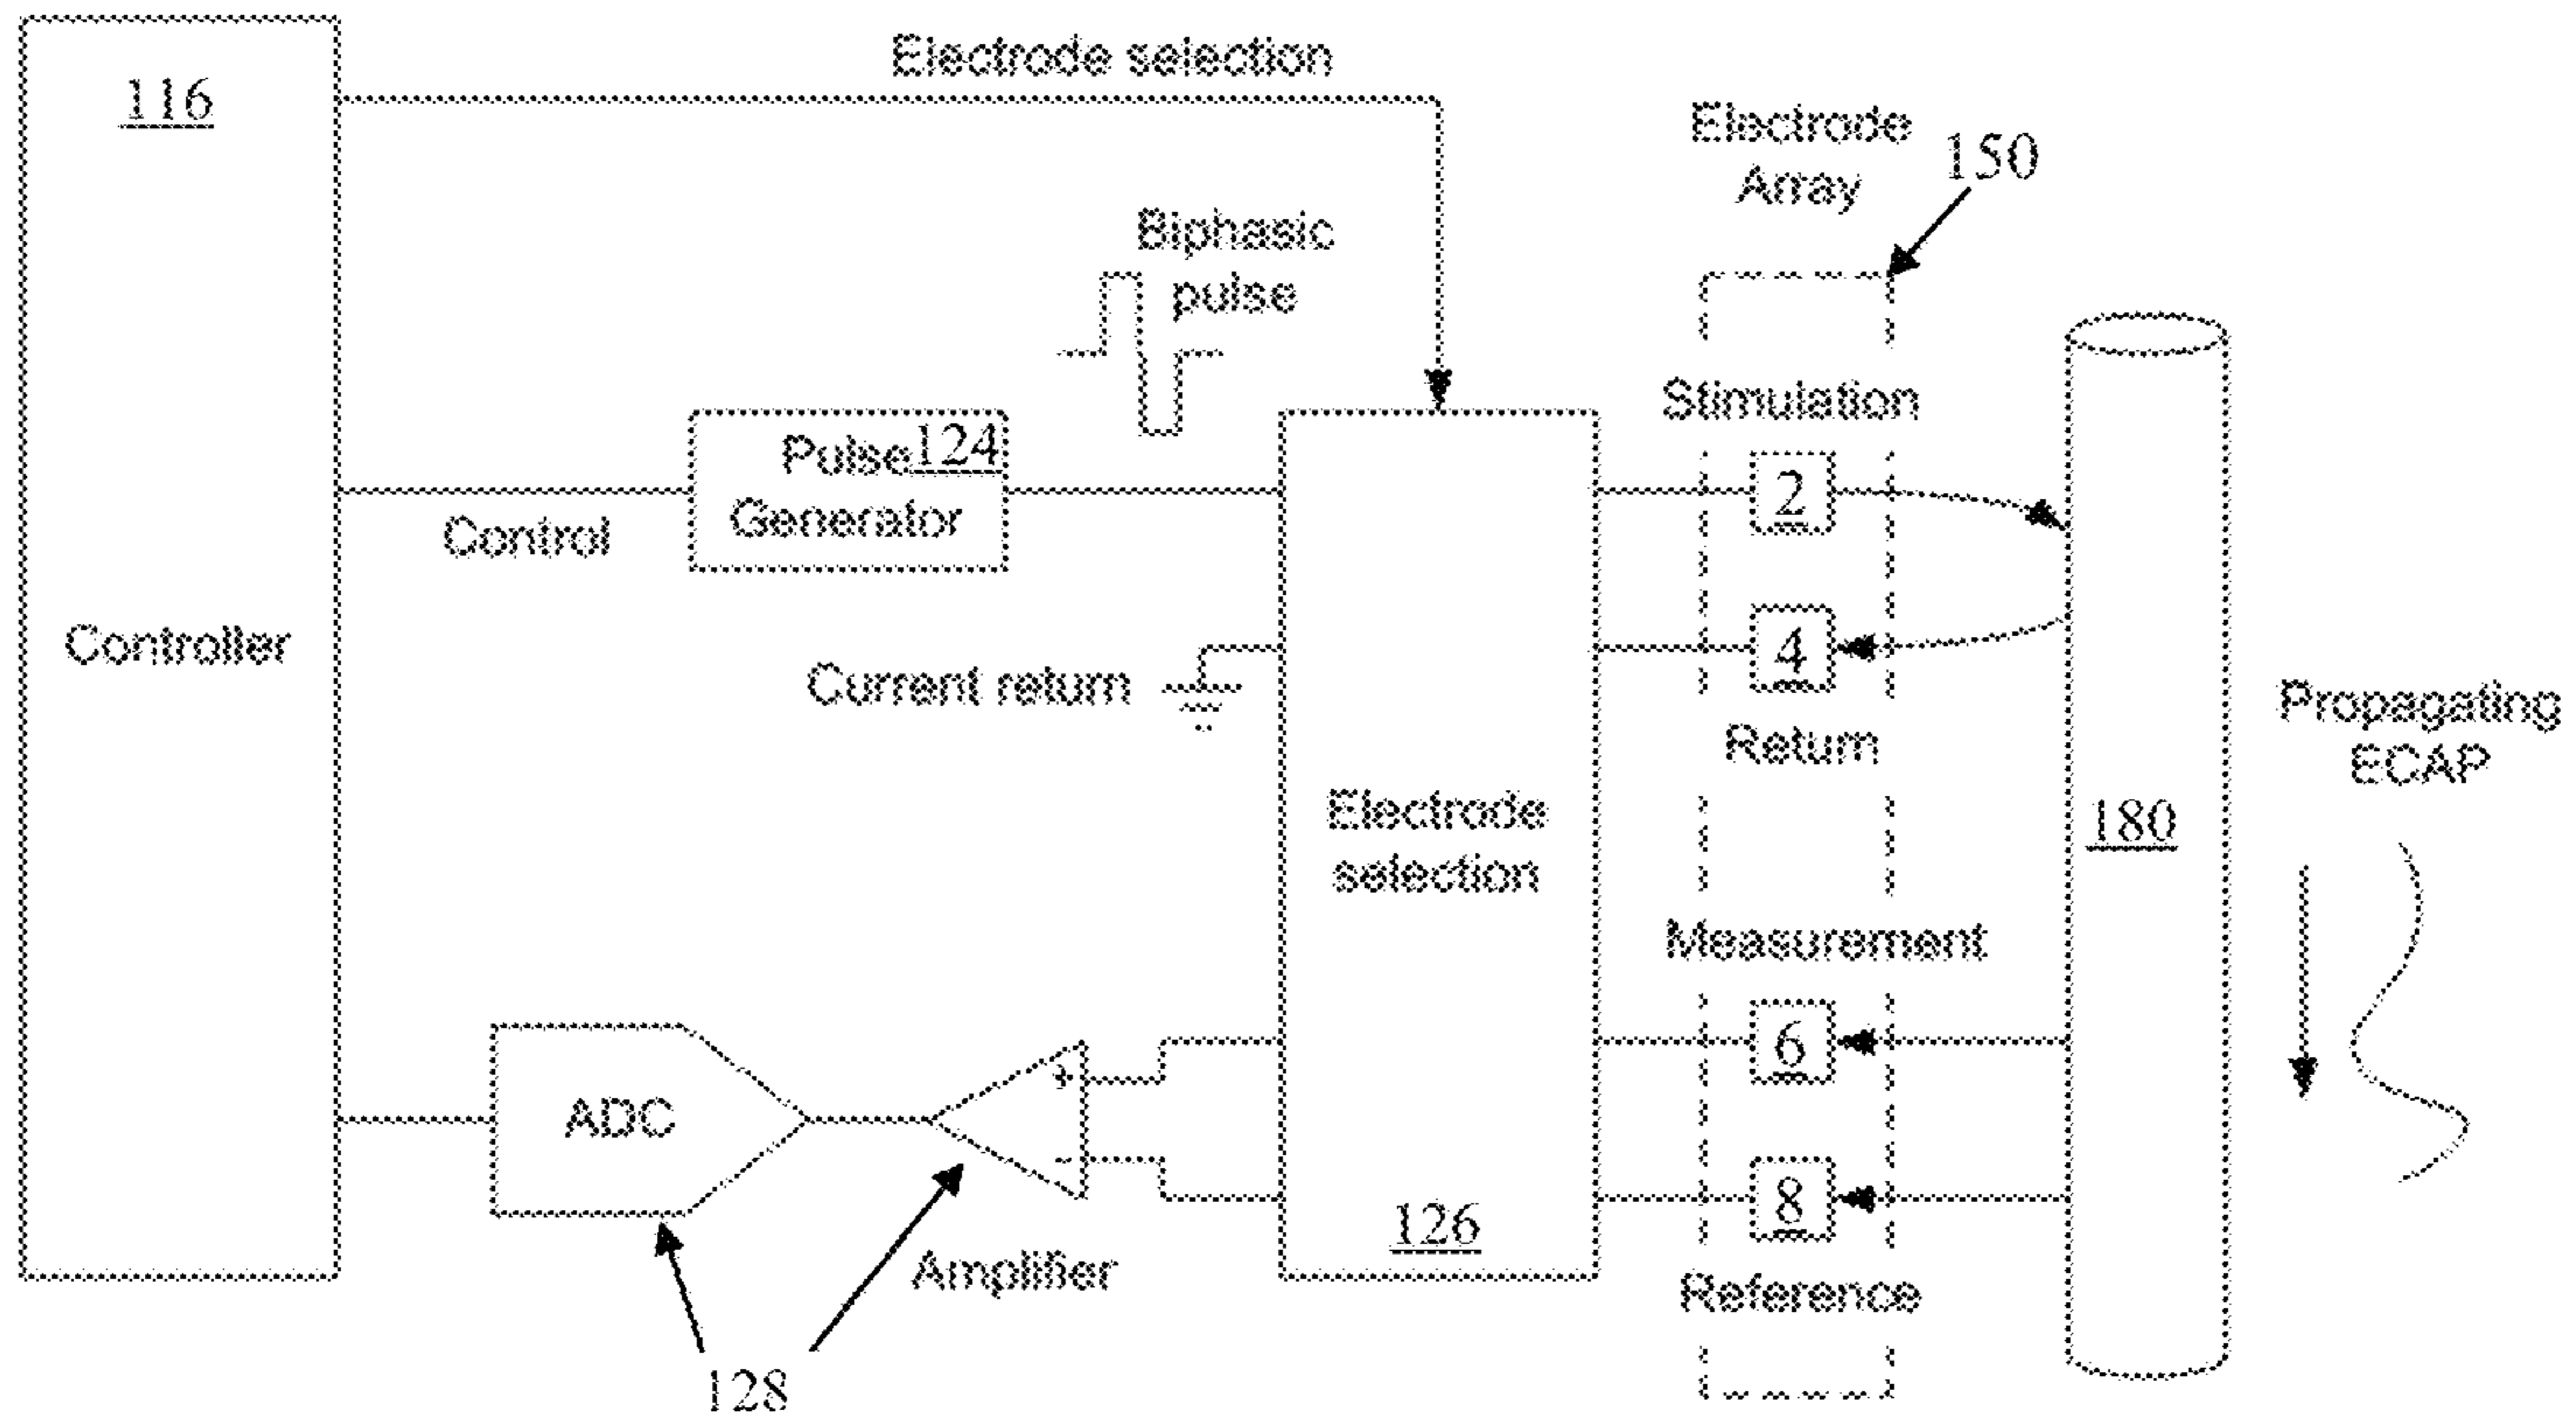 116
Controller
Electrode selection
Electrode
Array
150
Biphasic
pulse
Pulse 124
Generator
Control
Stimulation
2
4
Current return
Return
Electrode
selection
126
Propagating
ECAP
180
Measurement
6
8
Reference
ADC
+
-
Amplifier
128